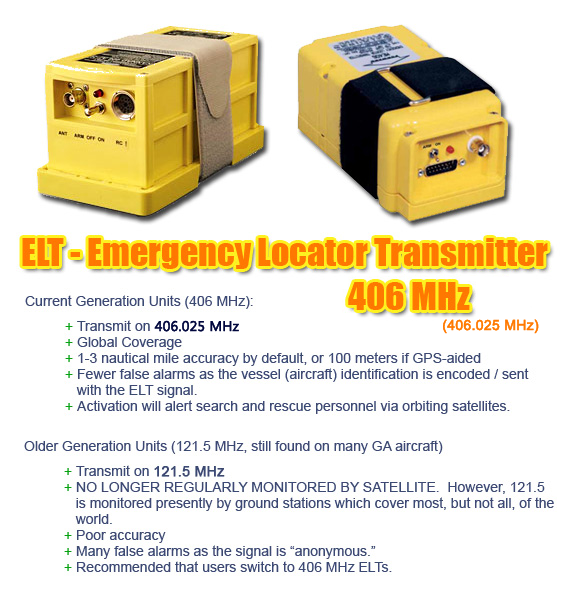 ANT ARM OFF ON RC 1
ARM ON
ELT - Emergency Locator Transmitter
406 MHz
(406.025 MHz)
Current Generation Units (406 MHz):
+ Transmit on 406.025 MHz
+ Global Coverage
+ 1-3 nautical mile accuracy by default, or 100 meters if GPS-aided
+ Fewer false alarms as the vessel (aircraft) identification is encoded / sent
with the ELT signal.
+ Activation will alert search and rescue personnel via orbiting satellites.
Older Generation Units (121.5 MHz, still found on many GA aircraft)
+ Transmit on 121.5 MHz
+ NO LONGER REGULARLY MONITORED BY SATELLITE. However, 121.5
is monitored presently by ground stations which cover most, but not all, of the
world.
+ Poor accuracy
+ Many false alarms as the signal is “anonymous.”
+ Recommended that users switch to 406 MHz ELTs.